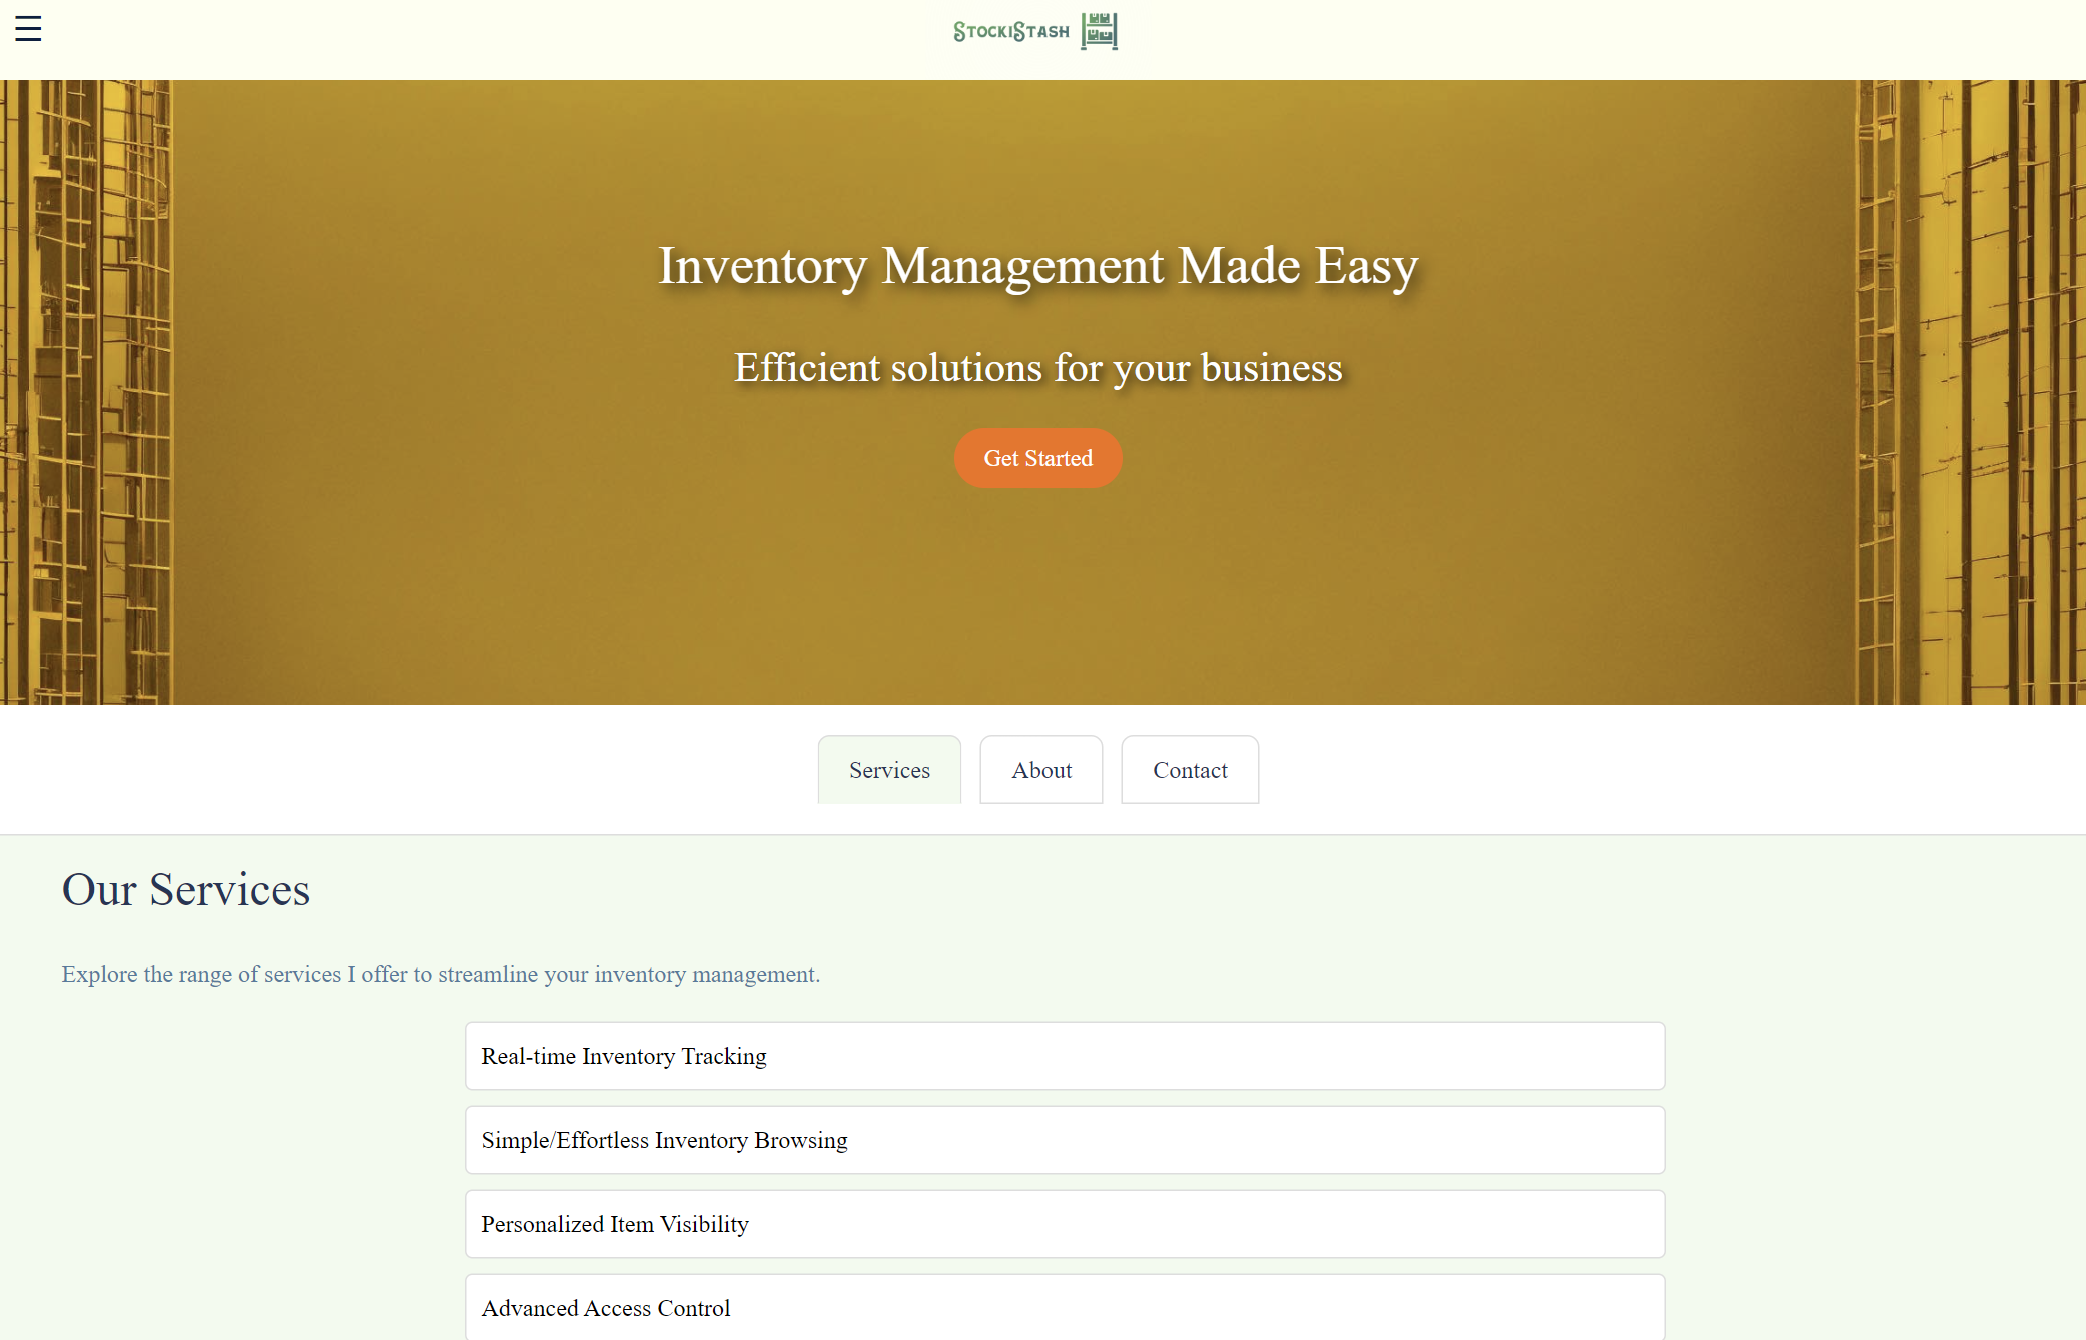 StockiStash
Inventory Management Made Easy
Efficient solutions for your business
Get Started
Services
About
Contact
Our Services
Explore the range of services I offer to streamline your inventory management.
Real-time Inventory Tracking
Simple/Effortless Inventory Browsing
Personalized Item Visibility
Advanced Access Control